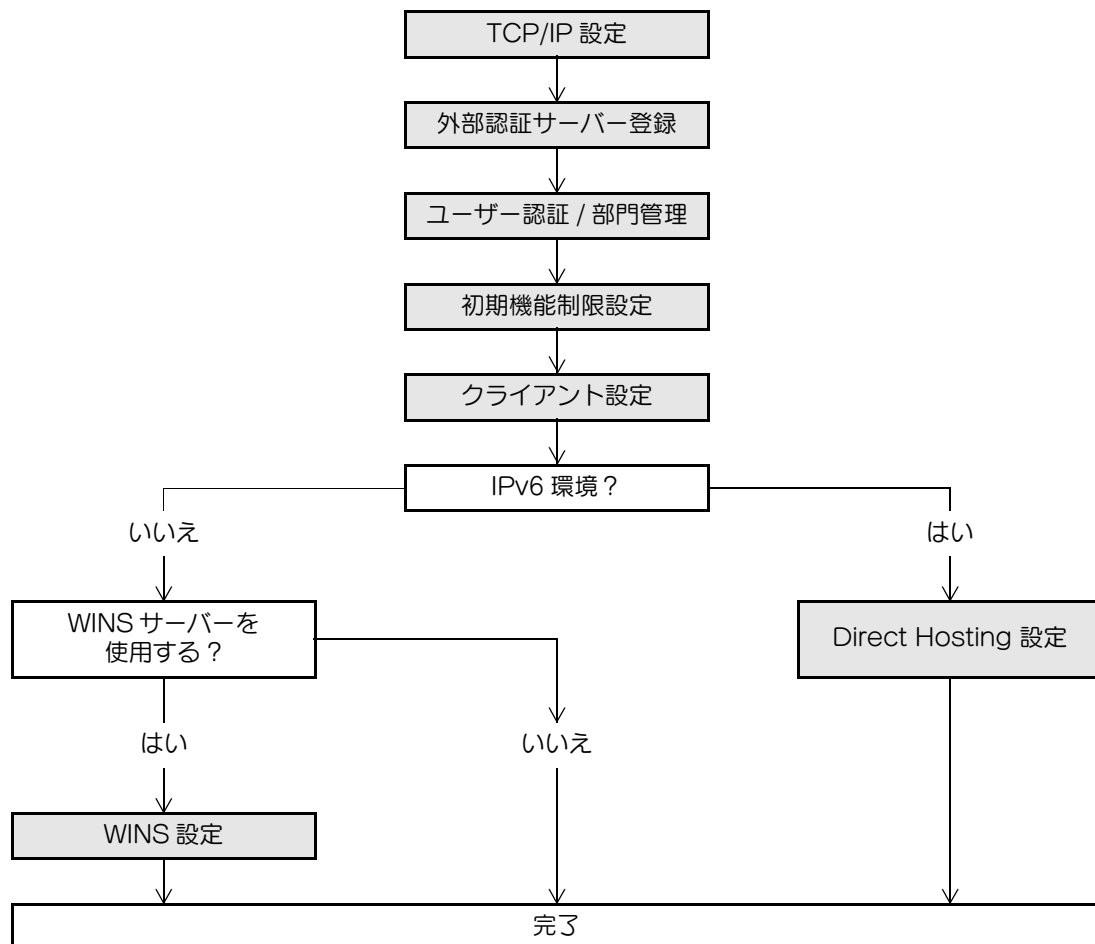 TCP/IP 設定
外部認証サーバー登録
ユーザー認証 / 部門管理
初期機能制限設定
クライアント設定
IPv6 環境？
いいえ
はい
WINS サーバーを
使用する？
Direct Hosting 設定
はい
いいえ
WINS 設定
完了